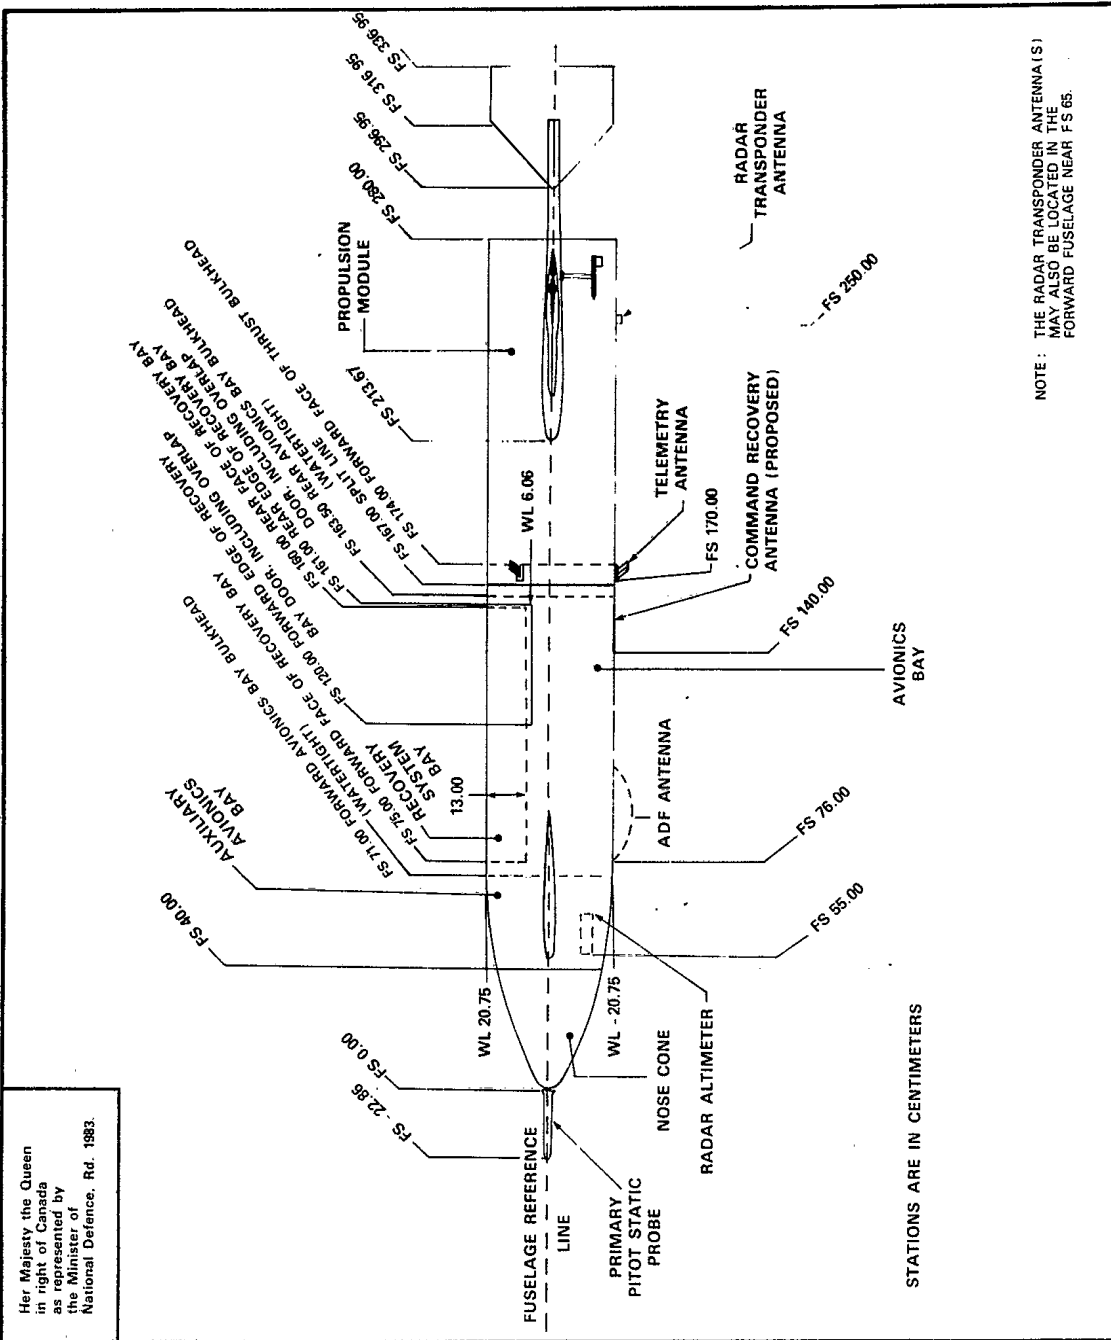 Her Majesty the Queen
in right of Canada
as represented by
the Minister of
National Defence. Rd. 1983.
FS - 22.86
FS 0.00
FS 40.00
AUXILIARY
AVIONICS
BAY
FS 71.00 FORWARD AVIONICS BAY BULKHEAD
(WATERTIGHT)
FS 75.00 FORWARD FACE OF RECOVERY BAY
RECOVERY
SYSTEM
BAY
FS 120.00 FORWARD EDGE OF RECOVERY
BAY DOOR, INCLUDING OVERLAP
FS 160.00 REAR FACE OF RECOVERY BAY
FS 161.00 REAR EDGE OF RECOVERY BAY
DOOR, INCLUDING OVERLAP
FS 163.50 REAR AVIONICS BAY BULKHEAD
(WATERTIGHT)
FS 167.00 SPLIT LINE
FS 174.00 FORWARD FACE OF THRUST BULKHEAD
FS 213.67
PROPULSION
MODULE
FS 280.00
FS 296.95
FS 316 95
FS 336 95
WL 20.75
13.00
WL 6.06
FUSELAGE REFERENCE
LINE
WL - 20.75
PRIMARY
PITOT STATIC
PROBE
NOSE CONE
RADAR ALTIMETER
FS 55.00
FS 76.00
ADF ANTENNA
AVIONICS
BAY
FS 140.00
COMMAND RECOVERY
ANTENNA (PROPOSED)
FS 170.00
TELEMETRY
ANTENNA
FS 250.00
RADAR
TRANSPONDER
ANTENNA
STATIONS ARE IN CENTIMETERS
NOTE : THE RADAR TRANSPONDER ANTENNA(S)
MAY ALSO BE LOCATED IN THE
FORWARD FUSELAGE NEAR FS 65.